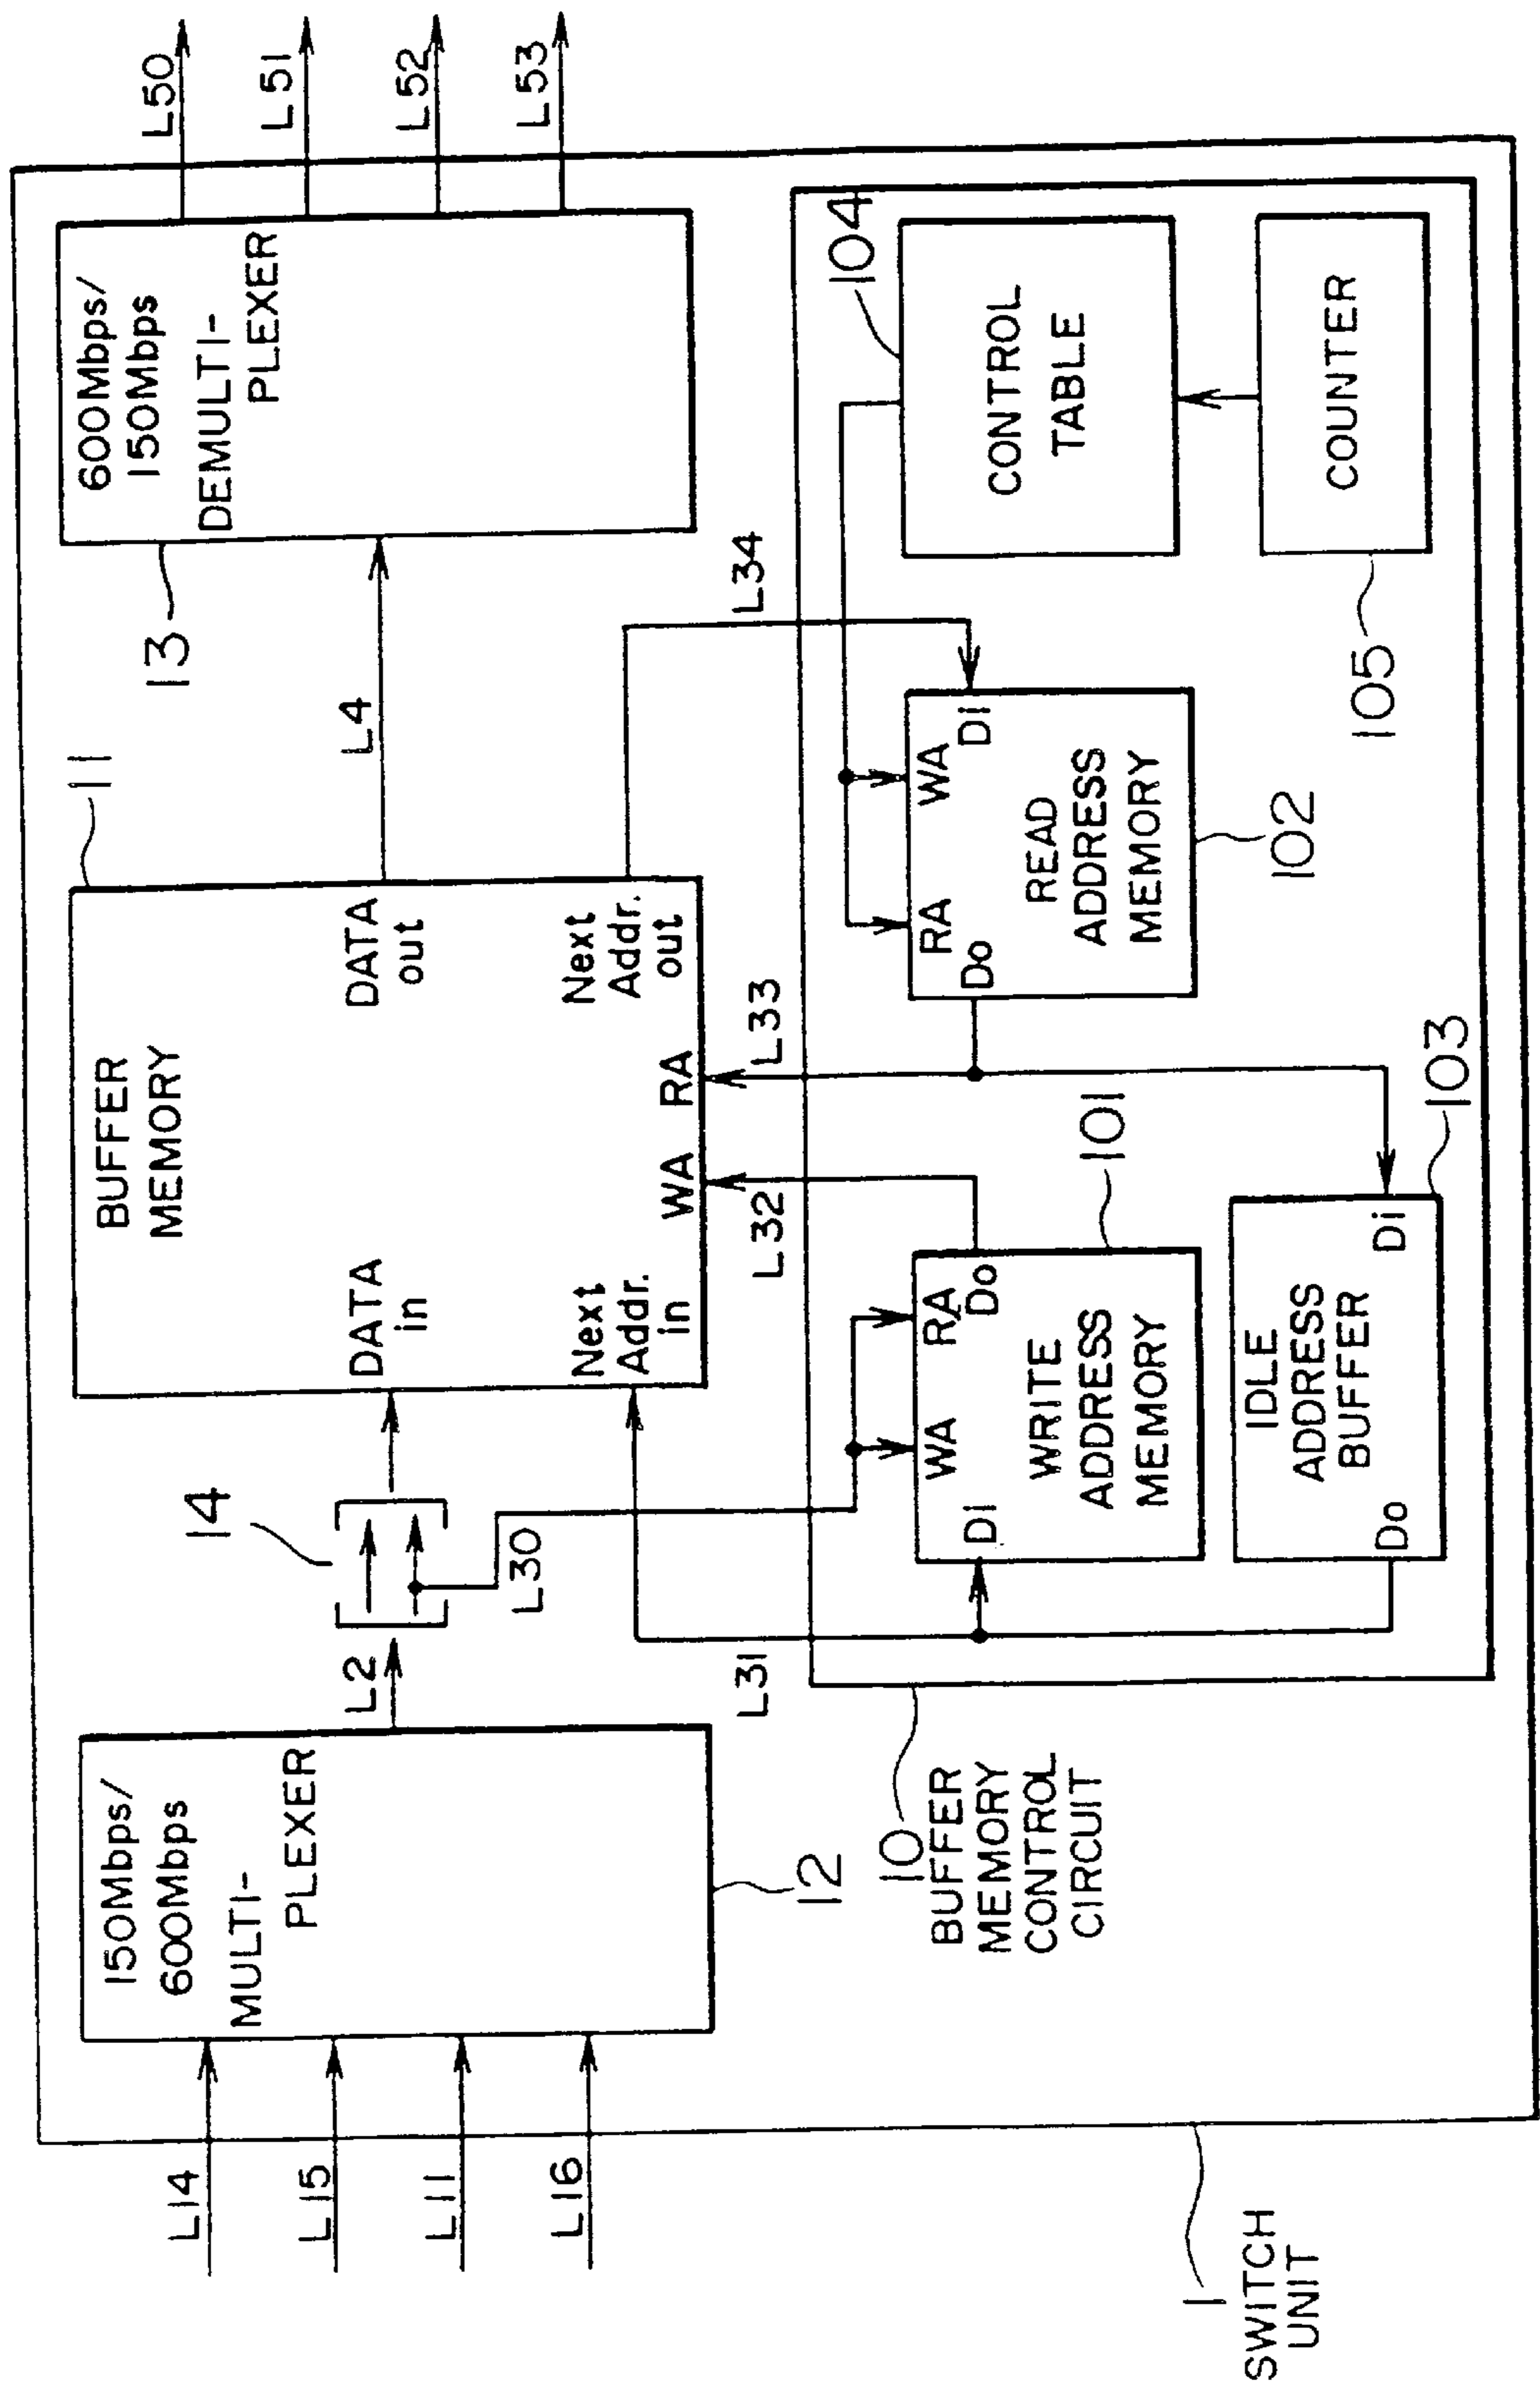 L14
L15
L11
L16
150Mbps/
600Mbps
MULTI-
PLEXER
12
L2
14
L30
L31
BUFFER
MEMORY
11
DATA
in
DATA
out
Next
Addr.
in
WA
RA
Next
Addr.
out
L32
L33
L4
L34
13
600Mbps/
150Mbps
DEMULTI-
PLEXER
L50
L51
L52
L53
10
BUFFER
MEMORY
CONTROL
CIRCUIT
WA
RA
Di
Do
WRITE
ADDRESS
MEMORY
101
IDLE
ADDRESS
BUFFER
Do
Di
103
RA
WA
Do
Di
READ
ADDRESS
MEMORY
102
104
CONTROL
TABLE
COUNTER
105
1
SWITCH
UNIT